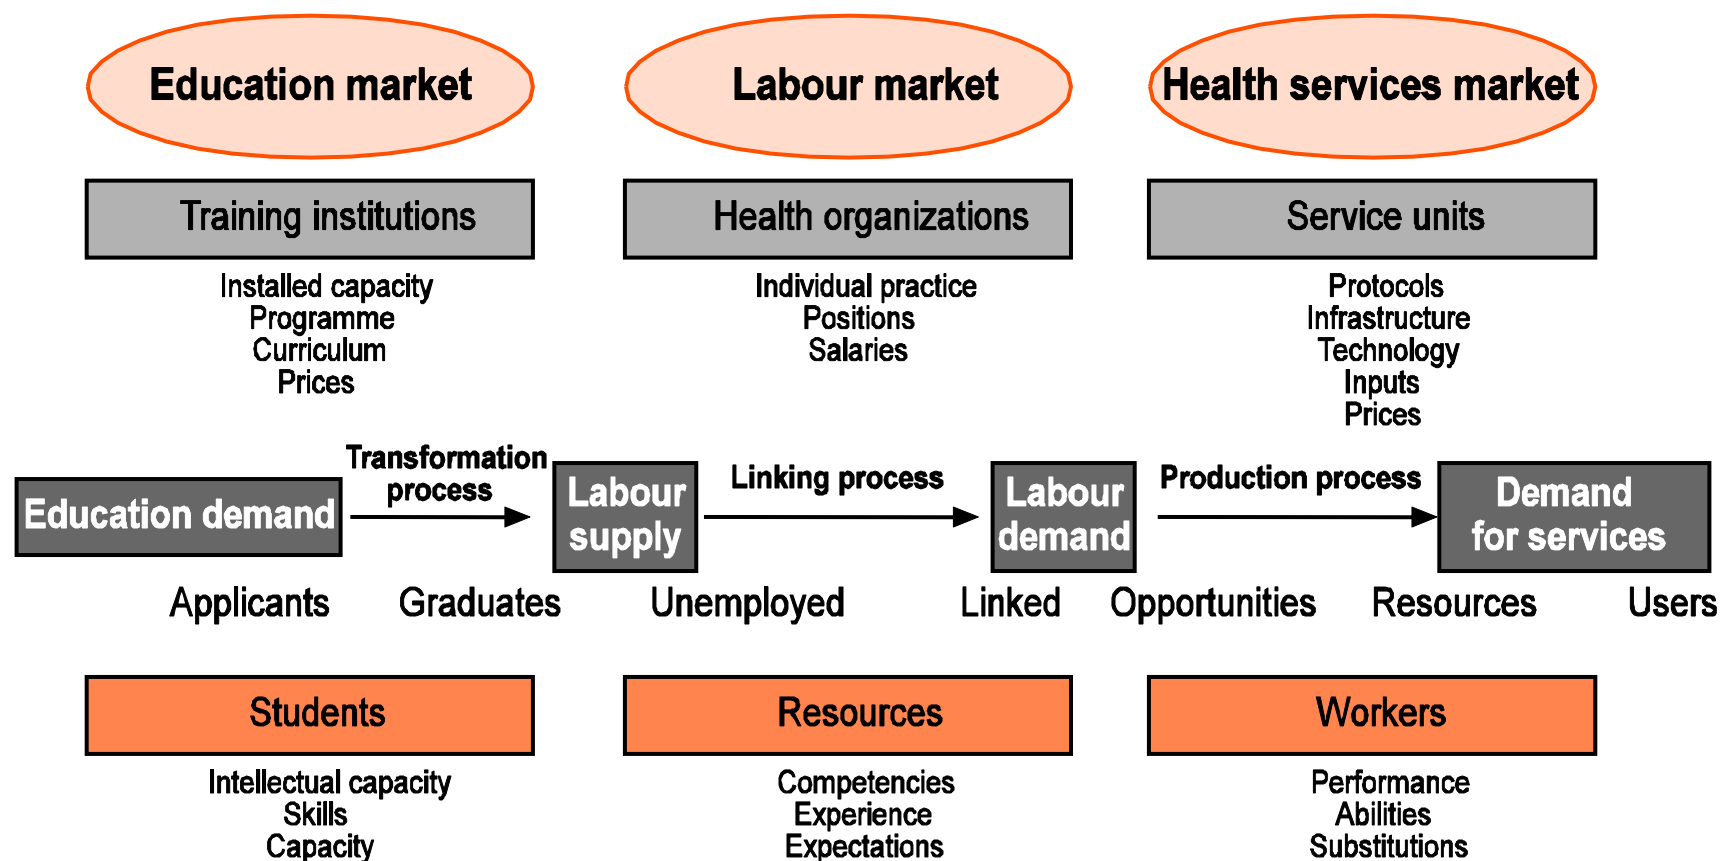 Education market
Labour market
Health services market
Training institutions
Health organizations
Service units
Installed capacity
Programme
Curriculum
Prices
Individual practice
Positions
Salaries
Protocols
Infrastructure
Technology
Inputs
Prices
Education demand
Transformation
process
Labour
supply
Linking process
Labour
demand
Production process
Demand
for services
Applicants
Graduates
Unemployed
Linked
Opportunities
Resources
Users
Students
Resources
Workers
Intellectual capacity
Skills
Capacity
Competencies
Experience
Expectations
Performance
Abilities
Substitutions